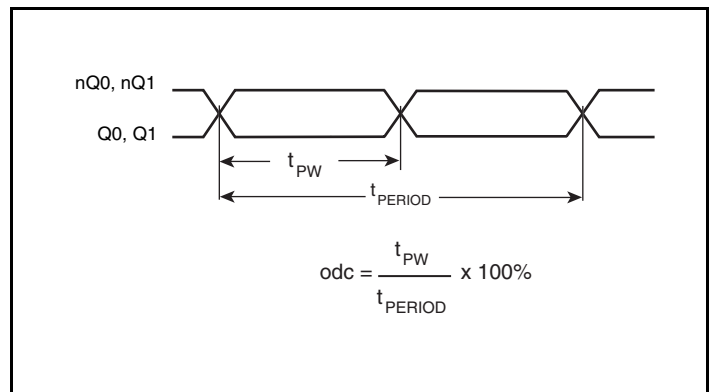 nQ0, nQ1
Q0, Q1
tPW
tPERIOD
tPW
odc = x 100%
tPERIOD